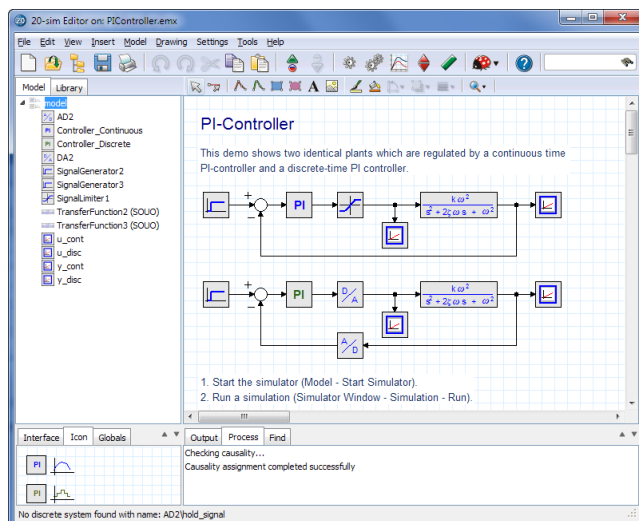 20-sim Editor on: PIController.emx
File Edit View Insert Model Drawing Settings Tools Help
Model Library
model
AD2
Controller_Continuous
Controller_Discrete
DA2
SignalGenerator2
SignalGenerator3
SignalLimiter1
TransferFunction2 (SOUO)
TransferFunction3 (SOUO)
u_cont
u_disc
y_cont
y_disc
PI-Controller
This demo shows two identical plants which are regulated by a continuous time
PI-controller and a discrete-time PI controller.
+
−
PI
k ω²
s² + 2ζ ω s + ω²
+
−
PI
D/A
k ω²
s² + 2ζ ω s + ω²
A/D
1. Start the simulator (Model - Start Simulator).
2. Run a simulation (Simulator Window - Simulation - Run).
Interface Icon Globals
PI
PI
Output Process Find
Checking causality...
Causality assignment completed successfully
No discrete system found with name: AD2\hold_signal